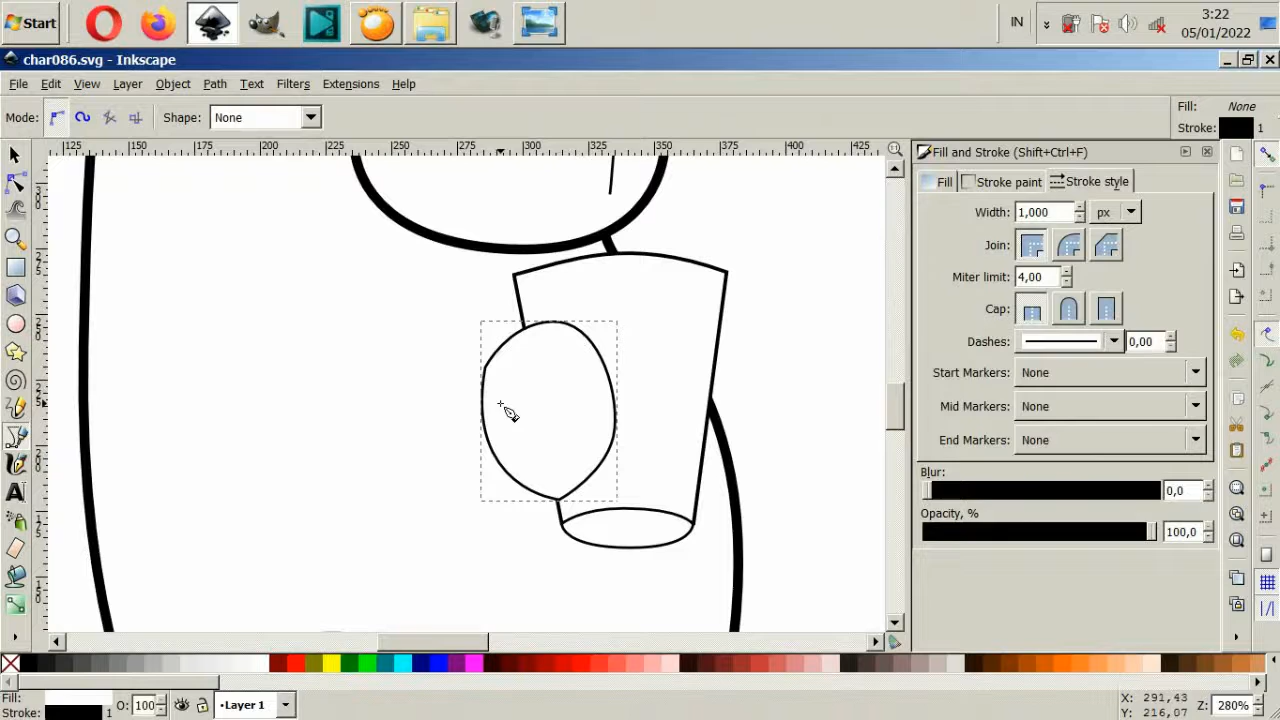 Start
IN
3:22
05/01/2022
char086.svg - Inkscape
File Edit View Layer Object Path Text Filters Extensions Help
Mode:
Shape:
None
Fill: None
Stroke: 1
125 150 175 200 225 250 275 300 325 350 375 400 425
Fill and Stroke (Shift+Ctrl+F)
Fill
Stroke paint
Stroke style
Width: 1,000 px
Join:
Miter limit: 4,00
Cap:
Dashes: 0,00
Start Markers: None
Mid Markers: None
End Markers: None
Blur:
0,0
Opacity, %
100,0
Fill:
Stroke: 1
O: 100
•Layer 1
X: 291,43
Y: 216,07
Z: 280%